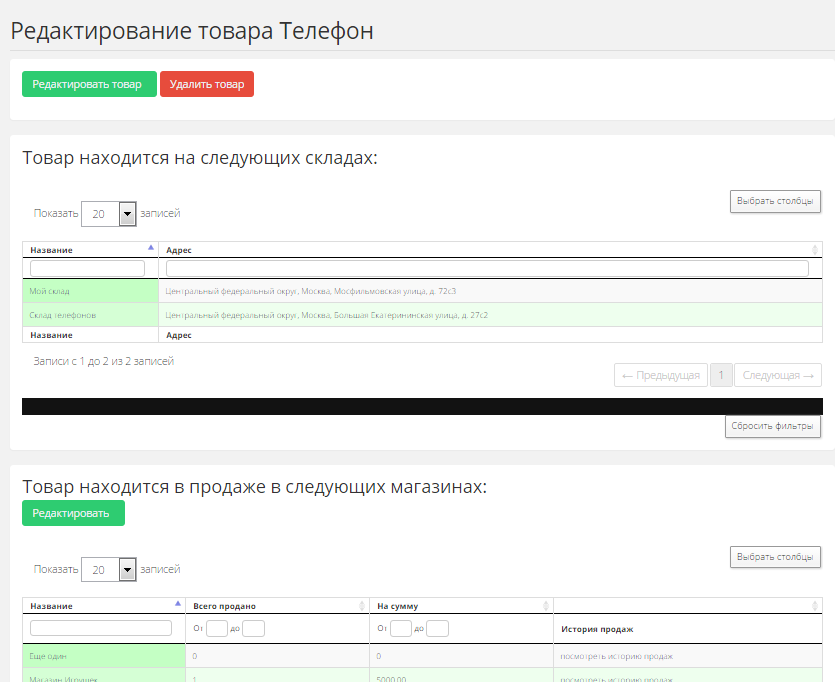 Редактирование товара Телефон
Редактировать товар Удалить товар
Товар находится на следующих складах:
Выбрать столбцы
Показать 20 записей
Название Адрес
Мой склад Центральный федеральный округ, Москва, Мосфильмовская улица, д. 72с3
Склад телефонов Центральный федеральный округ, Москва, Большая Екатерининская улица, д. 27с2
Название Адрес
Записи с 1 до 2 из 2 записей
← Предыдущая 1 Следующая →
Сбросить фильтры
Товар находится в продаже в следующих магазинах:
Редактировать
Выбрать столбцы
Показать 20 записей
Название Всего продано На сумму
От до От до История продаж
Еще один 0 0 посмотреть историю продаж
Магазин Игрушек 1 5000.00 посмотреть историю продаж